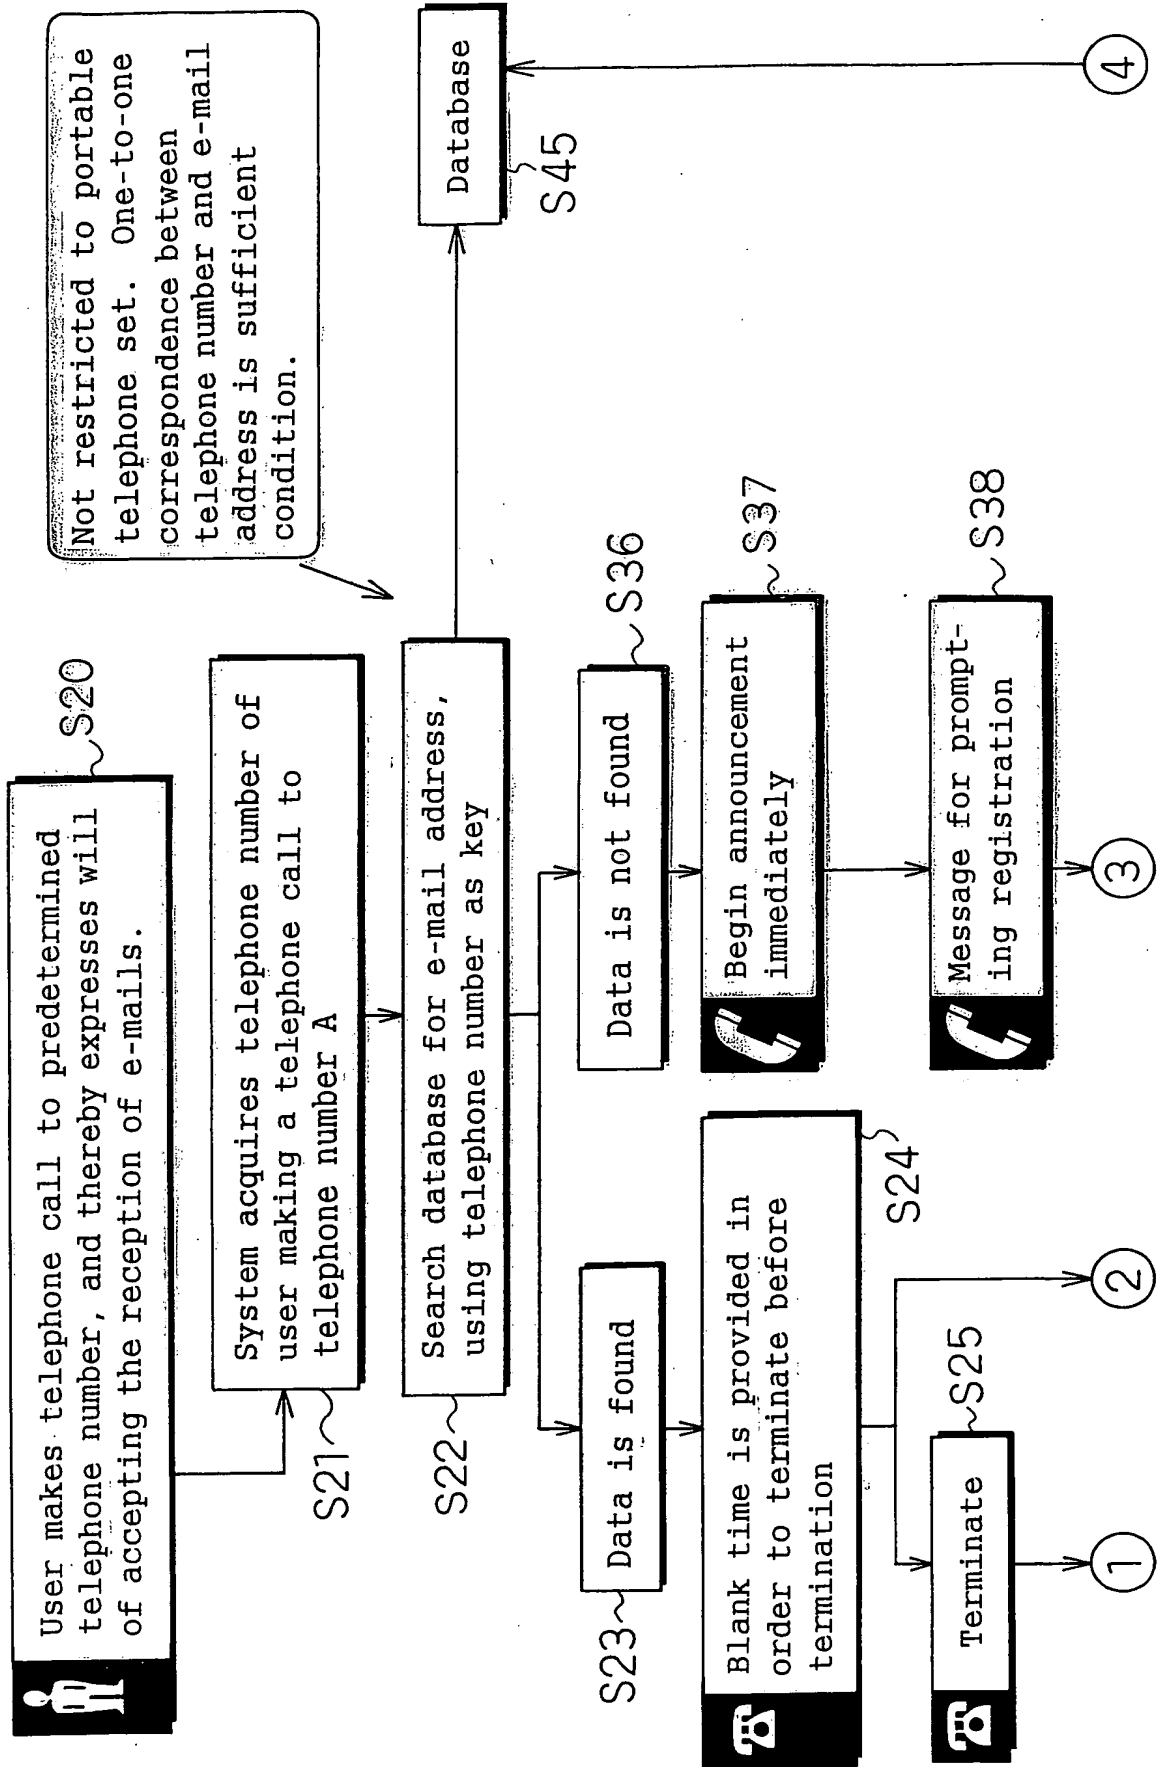 User makes telephone call to predetermined
telephone number, and thereby expresses will
of accepting the reception of e-mails.
S20
Not restricted to portable
telephone set. One-to-one
correspondence between
telephone number and e-mail
address is sufficient
condition.
System acquires telephone number of
user making a telephone call to
telephone number A
S21
Search database for e-mail address,
using telephone number as key
S22
Database
S45
Data is found
S23
Data is not found
S36
Blank time is provided in
order to terminate before
termination
S24
Begin announcement
immediately
S37
Terminate
S25
Message for prompt-
ing registration
S38
1
2
3
4